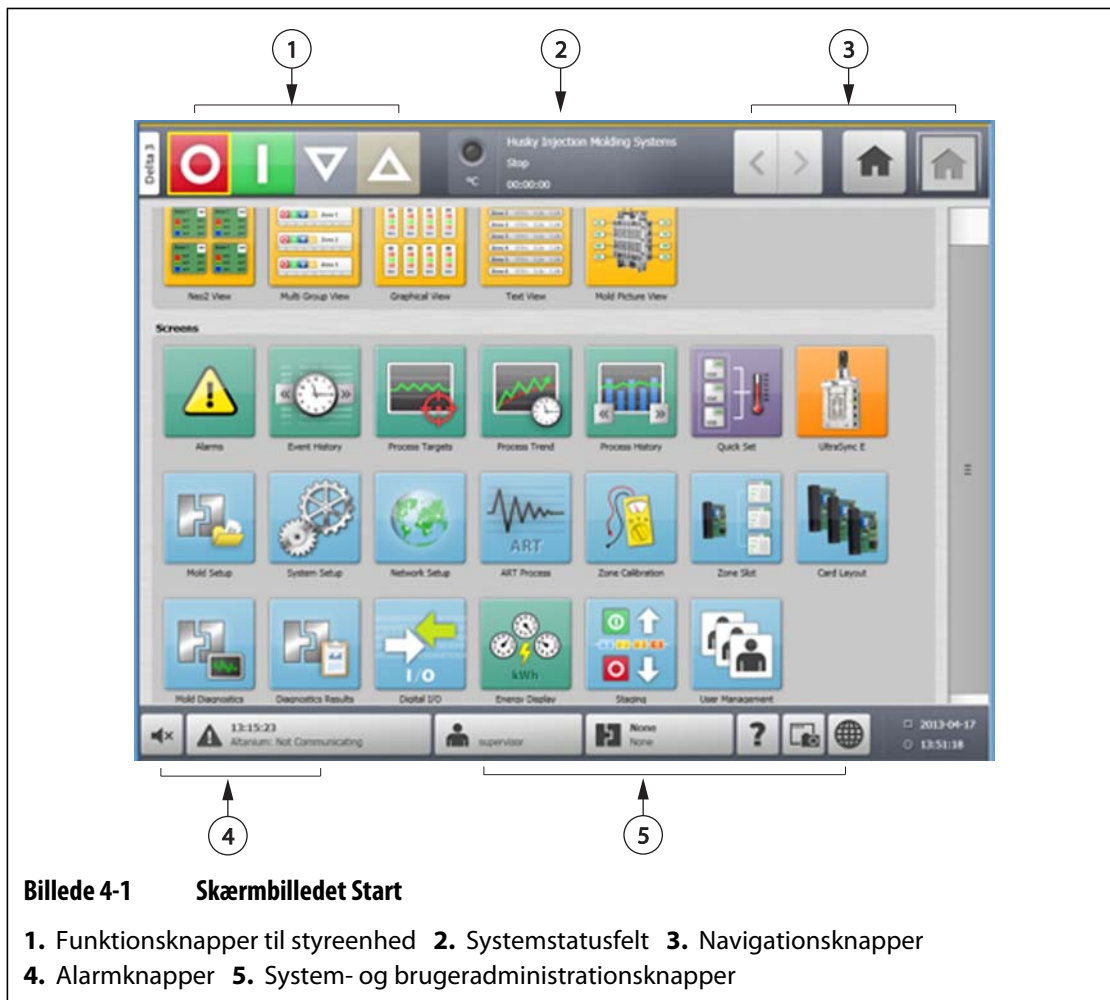 1
2
3
Delta 3
Husky Injection Molding Systems
Stop
°C
00:00:00
Neo2 View
Multi Group View
Graphical View
Text View
Mold Picture View
Screens
Alarms
Event History
Process Targets
Process Trend
Process History
Quick Set
UltraSync E
ART
Mold Setup
System Setup
Network Setup
ART Process
Zone Calibration
Zone Slot
Card Layout
I/O
kWh
Mold Diagnostics
Diagnostics Results
Digital I/O
Energy Display
Staging
User Management
13:15:23
Altanium: Not Communicating
supervisor
None
None
?
2013-04-17
13:51:18
4
5
Billede 4-1 Skærmbilledet Start
1. Funktionsknapper til styreenhed 2. Systemstatusfelt 3. Navigationsknapper
4. Alarmknapper 5. System- og brugeradministrationsknapper